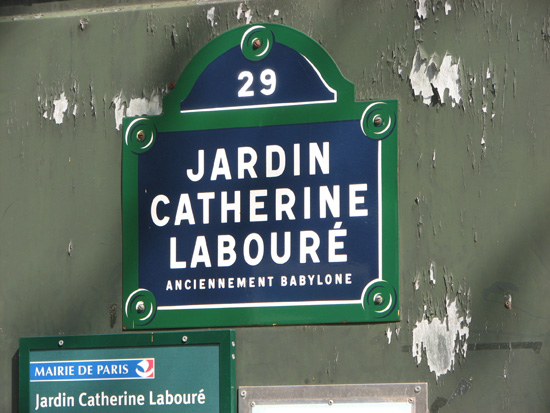 29
JARDIN
CATHERINE
LABOURÉ
ANCIENNEMENT BABYLONE
MAIRIE DE PARIS
Jardin Catherine Labouré